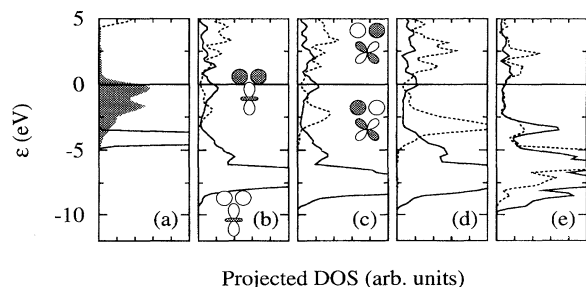 5
0
-5
-10
ε (eV)
(a)
(b)
(c)
(d)
(e)
Projected DOS (arb. units)